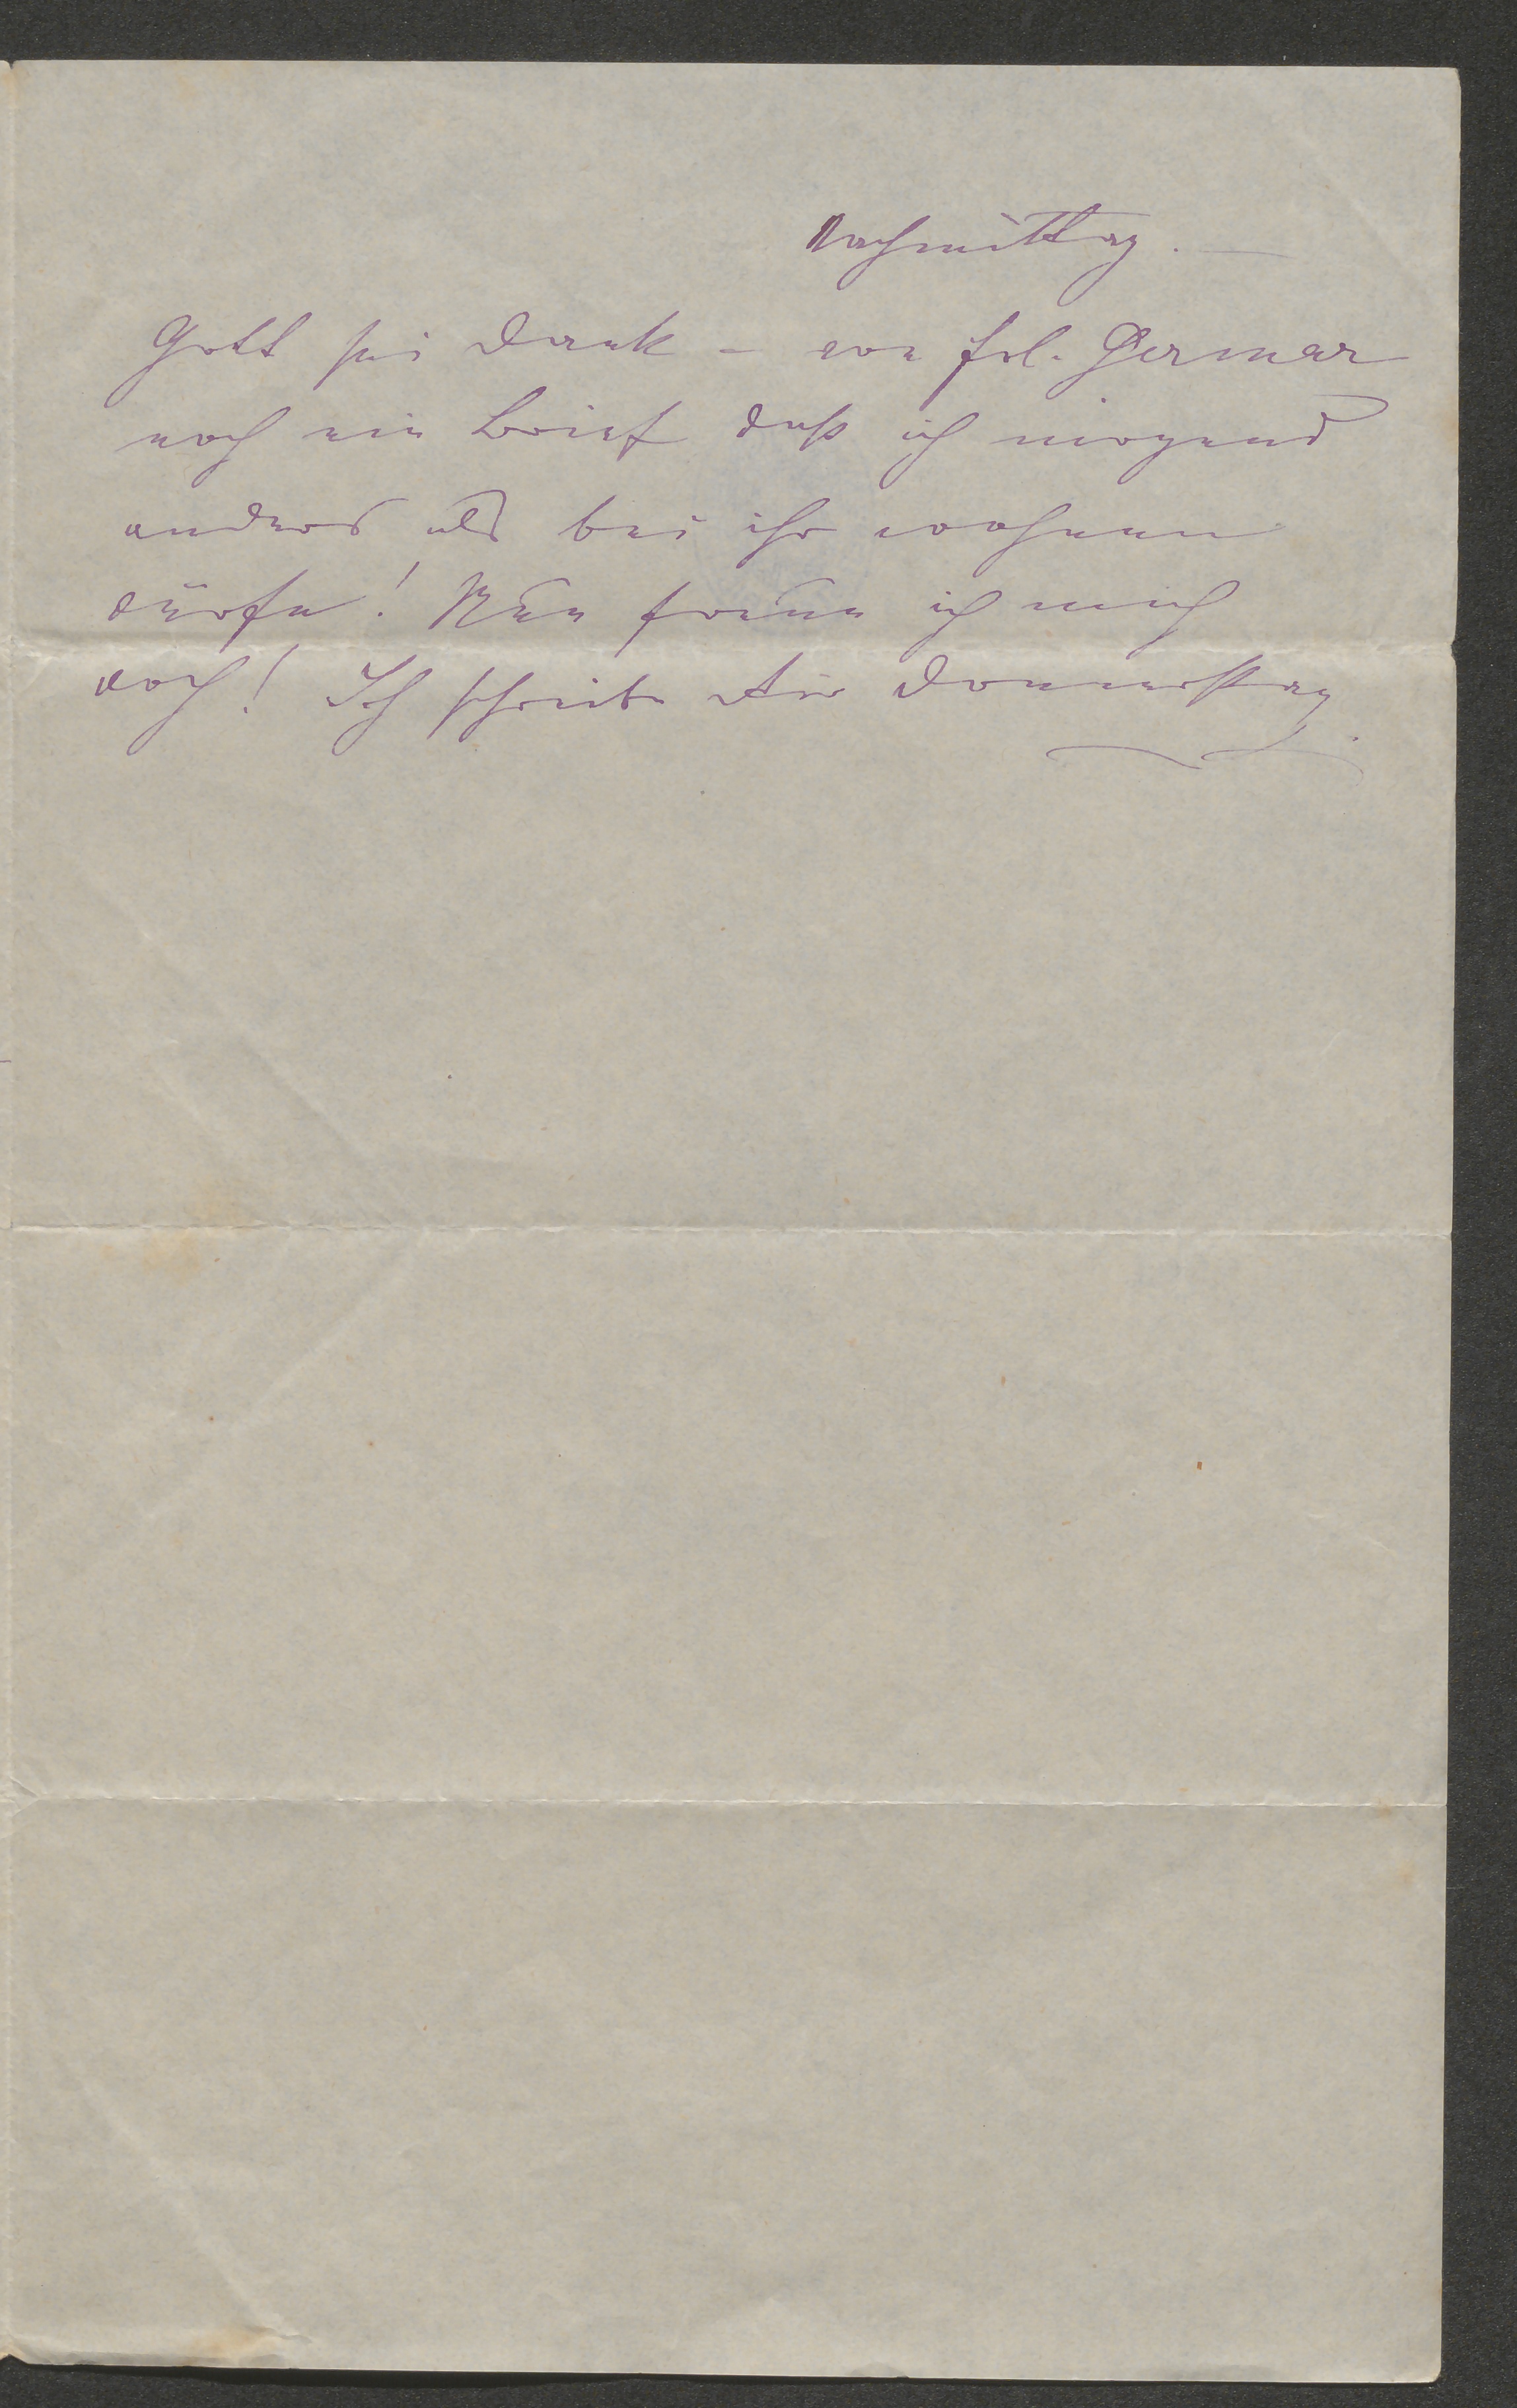 Nachmittag. —
Gott sei Dank – von Frl. Germar
noch ein Brief daß ich nirgend
anders als bei ihr wohnen
dürfe! Nun freue ich mich
doch! Ich schreibe Dir Donnerstag